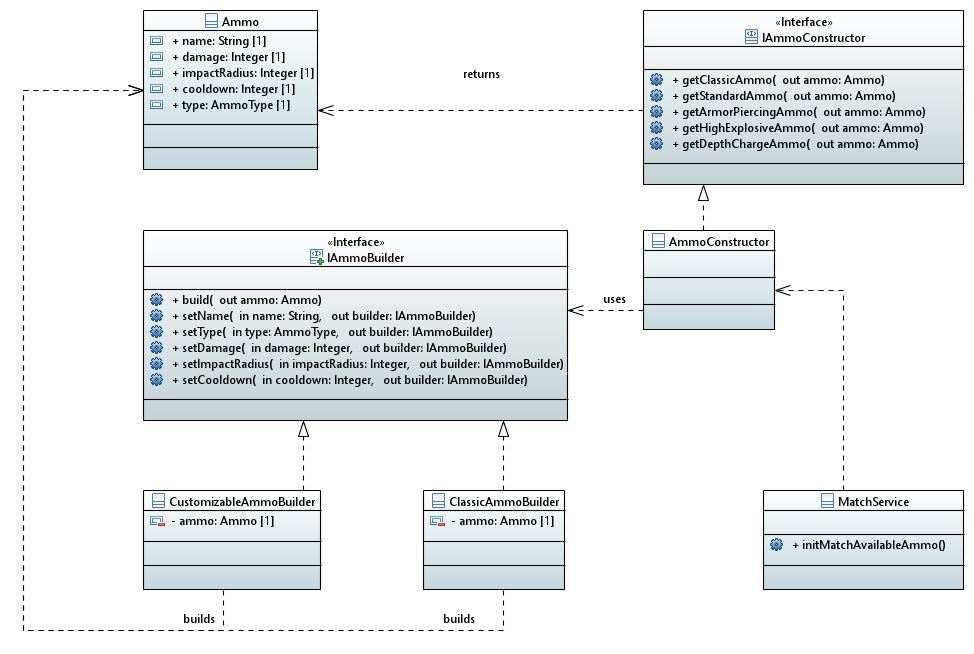 Ammo
+ name: String [1]
+ damage: Integer [1]
+ impactRadius: Integer [1]
+ cooldown: Integer [1]
+ type: AmmoType [1]
returns
«Interface»
IAmmoConstructor
+ getClassicAmmo( out ammo: Ammo)
+ getStandardAmmo( out ammo: Ammo)
+ getArmorPiercingAmmo( out ammo: Ammo)
+ getHighExplosiveAmmo( out ammo: Ammo)
+ getDepthChargeAmmo( out ammo: Ammo)
«Interface»
IAmmoBuilder
+ build( out ammo: Ammo)
+ setName( in name: String, out builder: IAmmoBuilder)
+ setType( in type: AmmoType, out builder: IAmmoBuilder)
+ setDamage( in damage: Integer, out builder: IAmmoBuilder)
+ setImpactRadius( in impactRadius: Integer, out builder: IAmmoBuilder)
+ setCooldown( in cooldown: Integer, out builder: IAmmoBuilder)
uses
AmmoConstructor
CustomizableAmmoBuilder
- ammo: Ammo [1]
ClassicAmmoBuilder
- ammo: Ammo [1]
MatchService
+ initMatchAvailableAmmo()
builds
builds